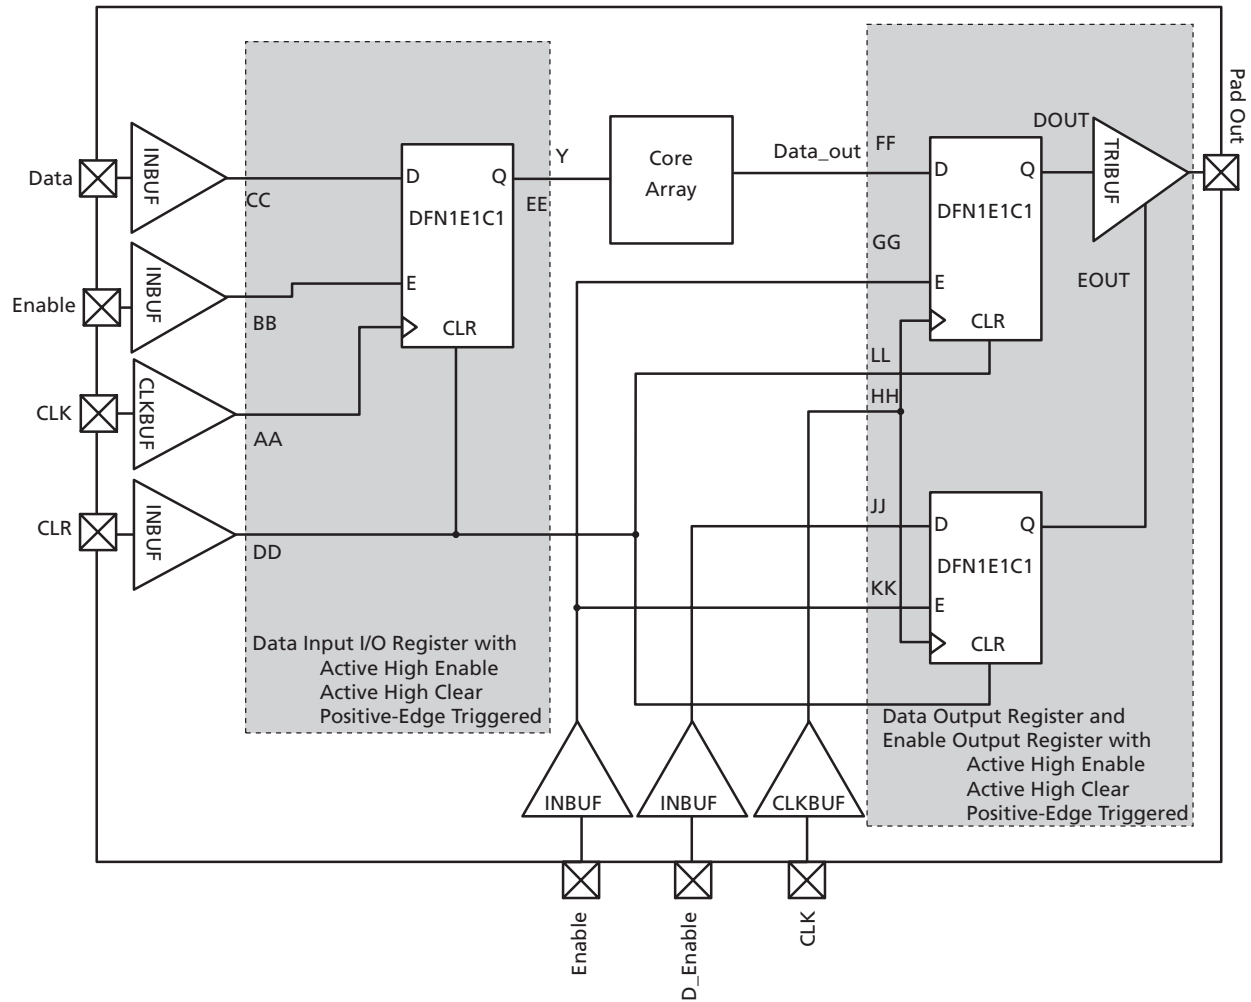 Pad Out
Data
INBUF
CC
D
Q
DFN1E1C1
E
CLR
Y
EE
Core
Array
Data_out
FF
GG
D
Q
DFN1E1C1
E
CLR
DOUT
TRIBUF
EOUT
Enable
INBUF
BB
CLK
CLKBUF
AA
CLR
INBUF
DD
LL
HH
JJ
KK
D
Q
DFN1E1C1
E
CLR
Data Input I/O Register with
Active High Enable
Active High Clear
Positive-Edge Triggered
Data Output Register and
Enable Output Register with
Active High Enable
Active High Clear
Positive-Edge Triggered
INBUF
INBUF
CLKBUF
Enable
D_Enable
CLK